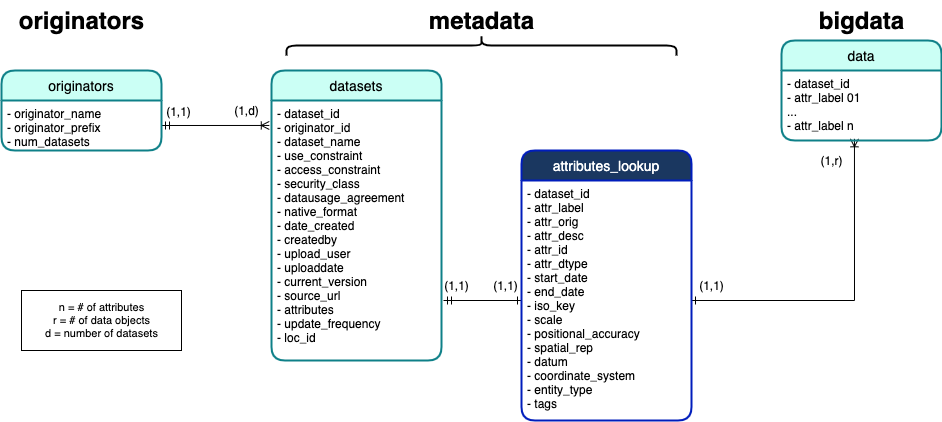 originators
metadata
bigdata
originators
- originator_name
- originator_prefix
- num_datasets
(1,1)
(1,d)
datasets
- dataset_id
- originator_id
- dataset_name
- use_constraint
- access_constraint
- security_class
- datausage_agreement
- native_format
- date_created
- createdby
- upload_user
- uploaddate
- current_version
- source_url
- attributes
- update_frequency
- loc_id
(1,1)
(1,1)
attributes_lookup
- dataset_id
- attr_label
- attr_orig
- attr_desc
- attr_id
- attr_dtype
- start_date
- end_date
- iso_key
- scale
- positional_accuracy
- spatial_rep
- datum
- coordinate_system
- entity_type
- tags
(1,1)
(1,r)
data
- dataset_id
- attr_label 01
...
- attr_label n
n = # of attributes
r = # of data objects
d = number of datasets